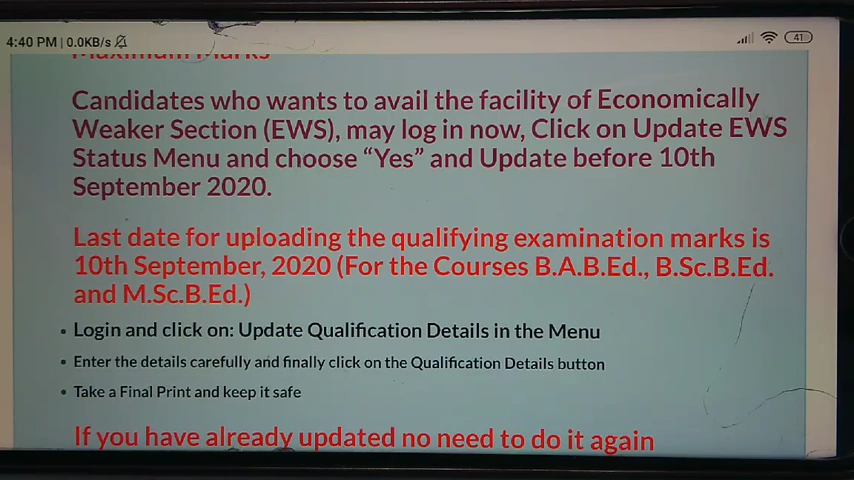 4:40 PM | 0.0KB/s
41
Maximum Marks
Candidates who wants to avail the facility of Economically
Weaker Section (EWS), may log in now, Click on Update EWS
Status Menu and choose “Yes” and Update before 10th
September 2020.
Last date for uploading the qualifying examination marks is
10th September, 2020 (For the Courses B.A.B.Ed., B.Sc.B.Ed.
and M.Sc.B.Ed.)
• Login and click on: Update Qualification Details in the Menu
• Enter the details carefully and finally click on the Qualification Details button
• Take a Final Print and keep it safe
If you have already updated no need to do it again